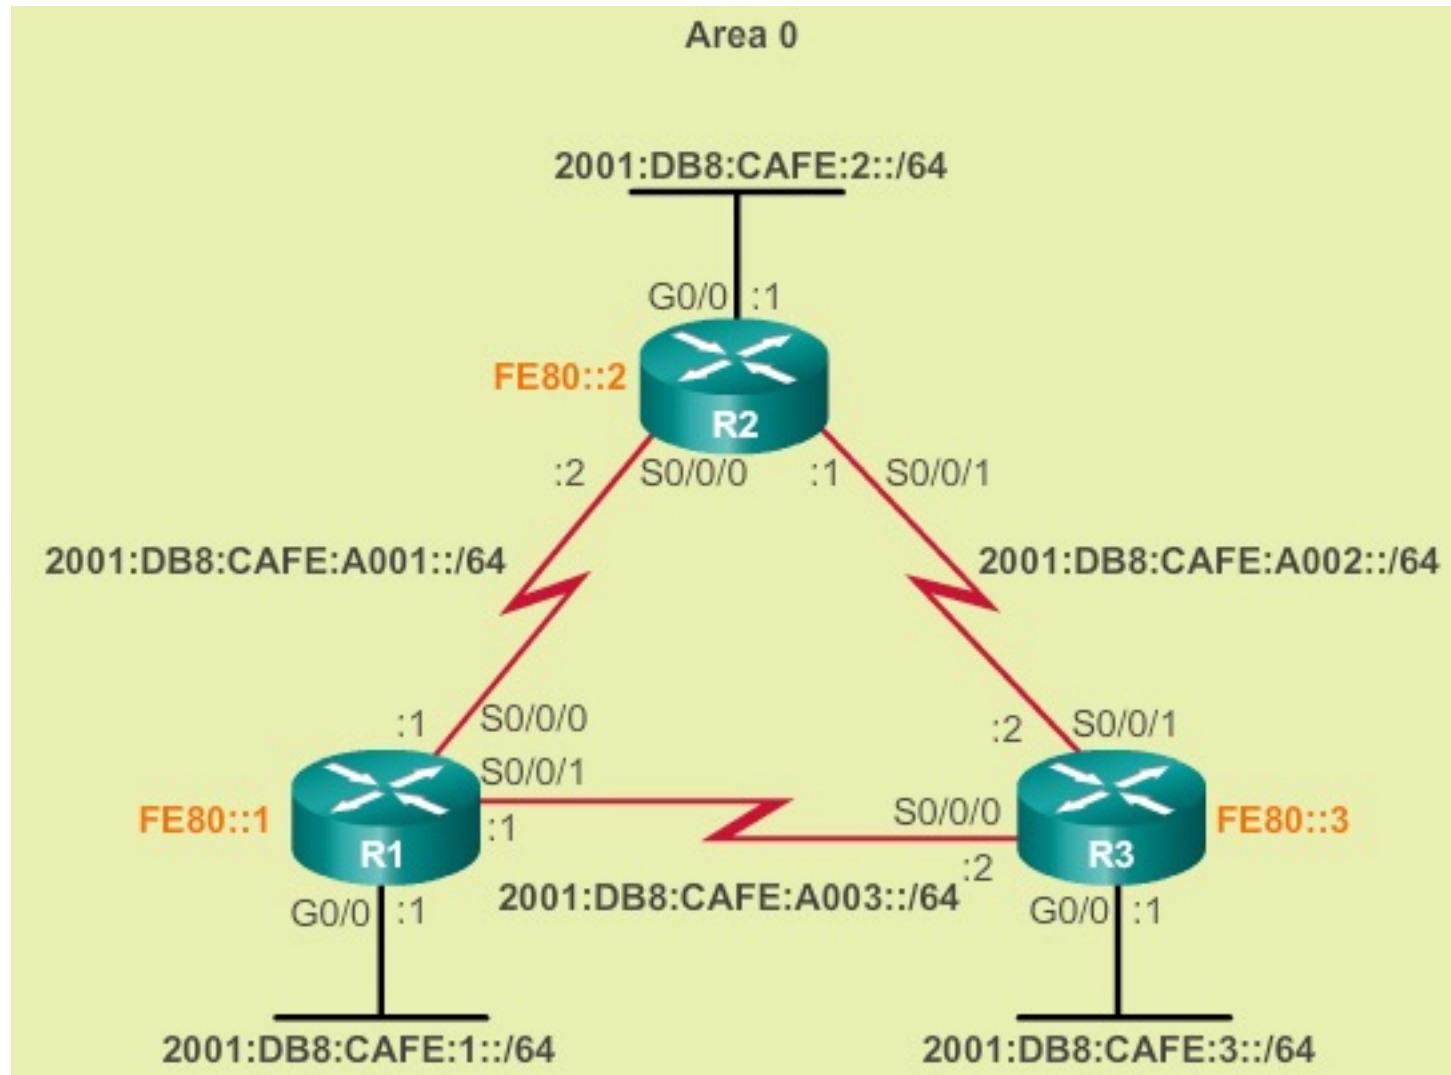 Area 0
2001:DB8:CAFE:2::/64
G0/0 :1
FE80::2
R2
:2 S0/0/0 :1 S0/0/1
2001:DB8:CAFE:A001::/64
2001:DB8:CAFE:A002::/64
:1 S0/0/0
:2 S0/0/1
S0/0/1
FE80::1
:1
S0/0/0
FE80::3
R1
R3
:2
2001:DB8:CAFE:A003::/64
G0/0 :1
G0/0 :1
2001:DB8:CAFE:1::/64
2001:DB8:CAFE:3::/64